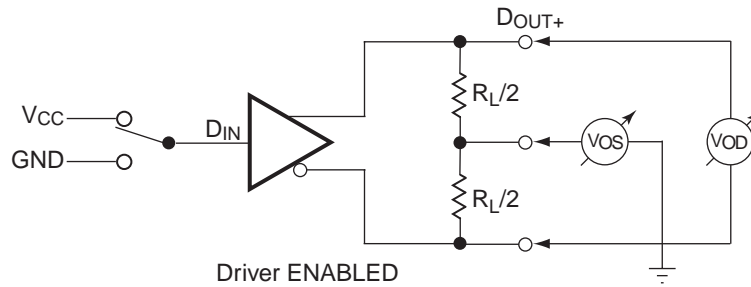 DOUT+
VCC
DIN
GND
RL/2
VOS
VOD
RL/2
Driver ENABLED